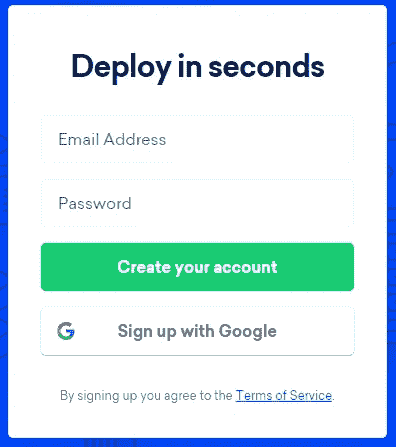 Deploy in seconds
Email Address
Password
Create your account
Sign up with Google
By signing up you agree to the Terms of Service.